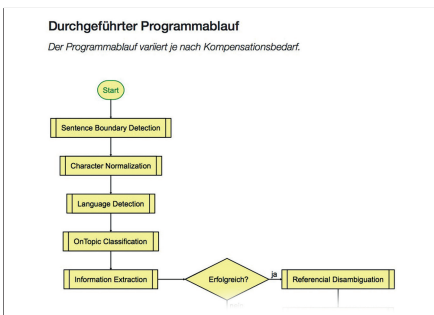 Durchgeführter Programmablauf
Der Programmablauf variiert je nach Kompensationsbedarf.
Start
Sentence Boundary Detection
Character Normalization
Language Detection
OnTopic Classification
Information Extraction
Erfolgreich?
ja
Referencial Disambiguation